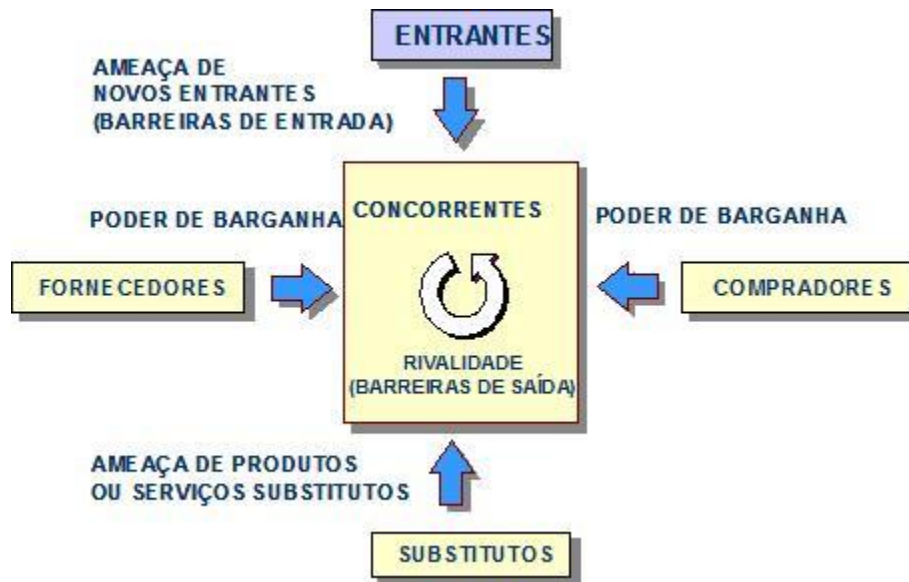 ENTRANTES
AMEAÇA DE
NOVOS ENTRANTES
(BARREIRAS DE ENTRADA)
PODER DE BARGANHA
CONCORRENTES
PODER DE BARGANHA
FORNECEDORES
COMPRADORES
RIVALIDADE
(BARREIRAS DE SAÍDA)
AMEAÇA DE PRODUTOS
OU SERVIÇOS SUBSTITUTOS
SUBSTITUTOS